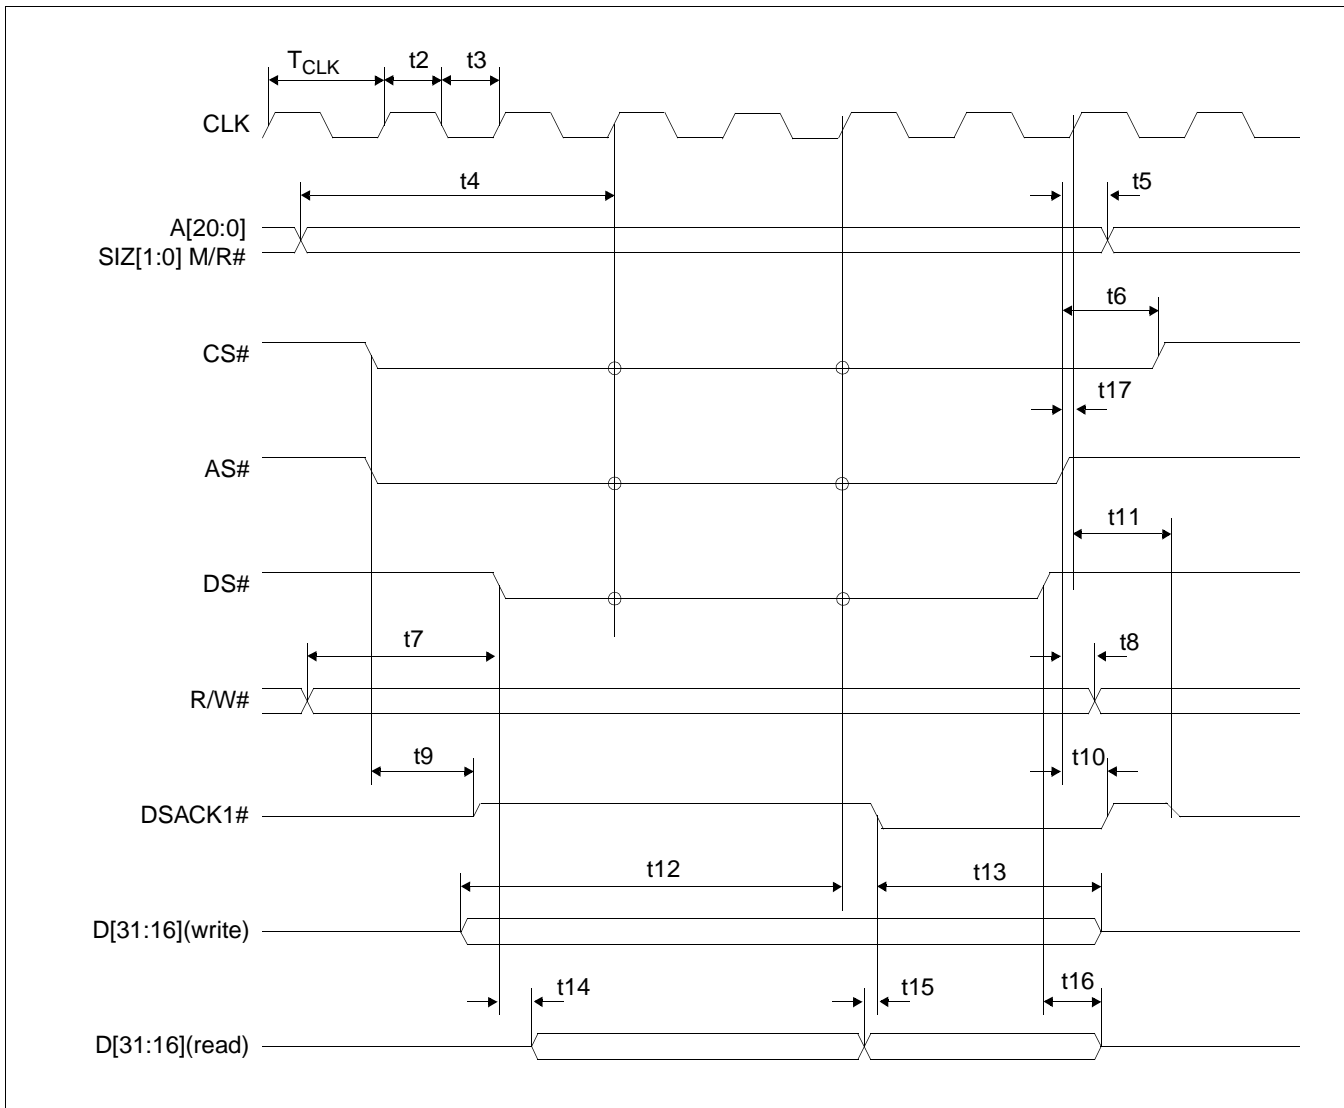 T_CLK t2 t3
CLK
t4 t5
A[20:0]
SIZ[1:0] M/R#
t6
CS#
t17
AS#
t11
DS#
t7 t8
R/W#
t9 t10
DSACK1#
t12 t13
D[31:16](write)
t14 t15 t16
D[31:16](read)